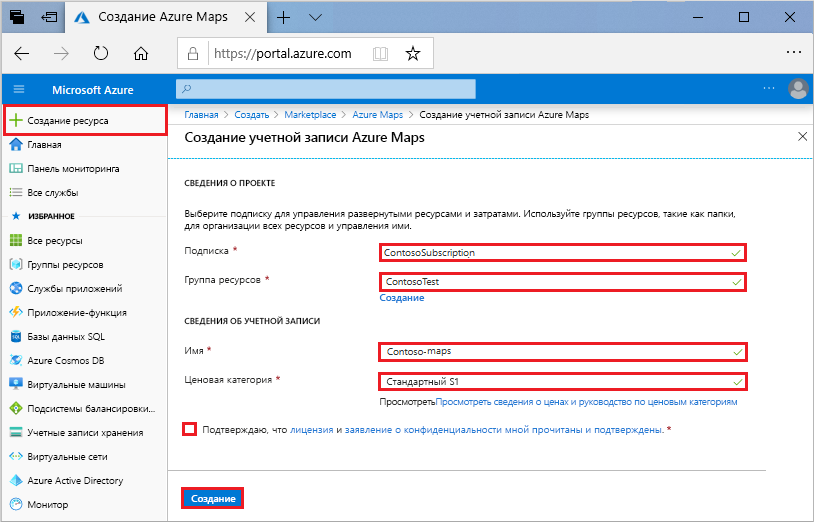 Создание Azure Maps
https://portal.azure.com
Microsoft Azure
Создание ресурса
Главная
Панель мониторинга
Все службы
ИЗБРАННОЕ
Все ресурсы
Группы ресурсов
Службы приложений
Приложение-функция
Базы данных SQL
Azure Cosmos DB
Виртуальные машины
Подсистемы балансировки...
Учетные записи хранения
Виртуальные сети
Azure Active Directory
Монитор
Главная > Создать > Marketplace > Azure Maps > Создание учетной записи Azure Maps
Создание учетной записи Azure Maps
СВЕДЕНИЯ О ПРОЕКТЕ
Выберите подписку для управления развернутыми ресурсами и затратами. Используйте группы ресурсов, такие как папки,
для организации всех ресурсов и управления ими.
Подписка * ContosoSubscription
Группа ресурсов * ContosoTest
Создание
СВЕДЕНИЯ ОБ УЧЕТНОЙ ЗАПИСИ
Имя * Contoso-maps
Ценовая категория * Стандартный S1
ПросмотретьПросмотреть сведения о ценах и руководство по ценовым категориям
Подтверждаю, что лицензия и заявление о конфиденциальности мной прочитаны и подтверждены. *
Создание